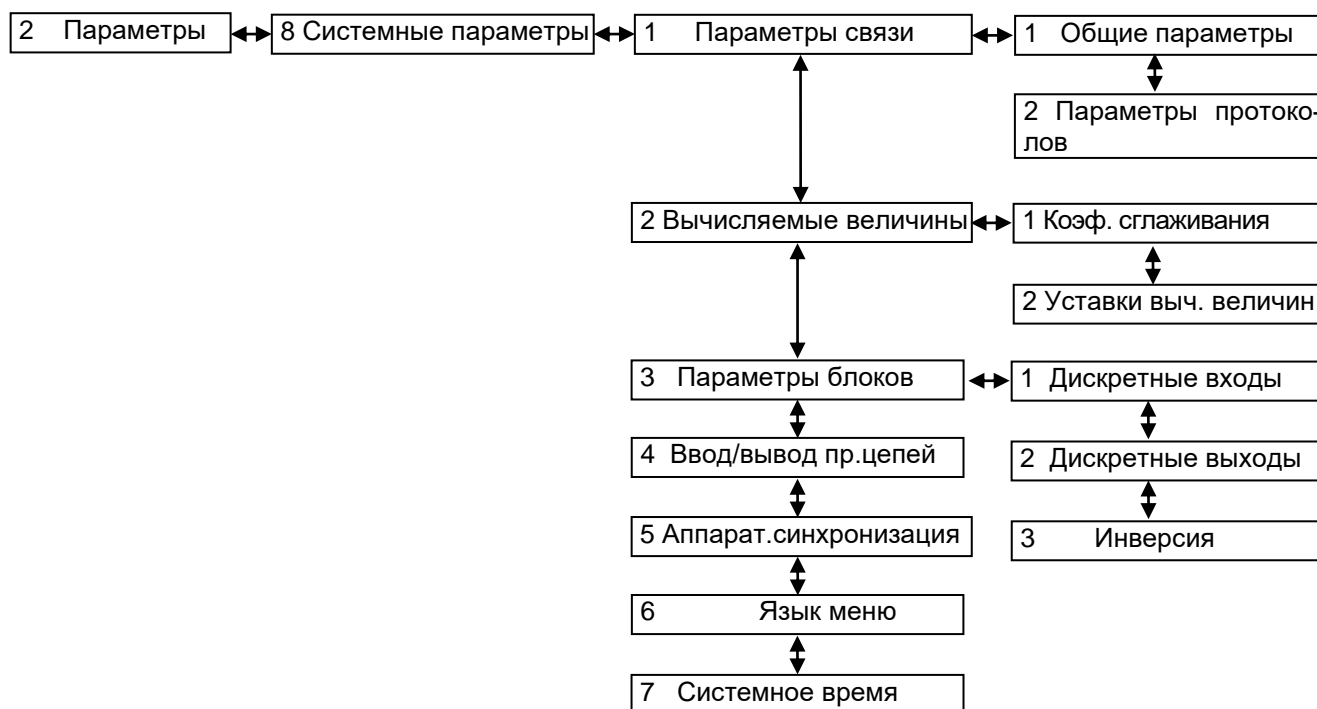 2 Параметры
8 Системные параметры
1 Параметры связи
1 Общие параметры
2 Параметры протоко-
лов
2 Вычисляемые величины
1 Коэф. сглаживания
2 Уставки выч. величин
3 Параметры блоков
1 Дискретные входы
4 Ввод/вывод пр.цепей
2 Дискретные выходы
5 Аппарат.синхронизация
3 Инверсия
6 Язык меню
7 Системное время